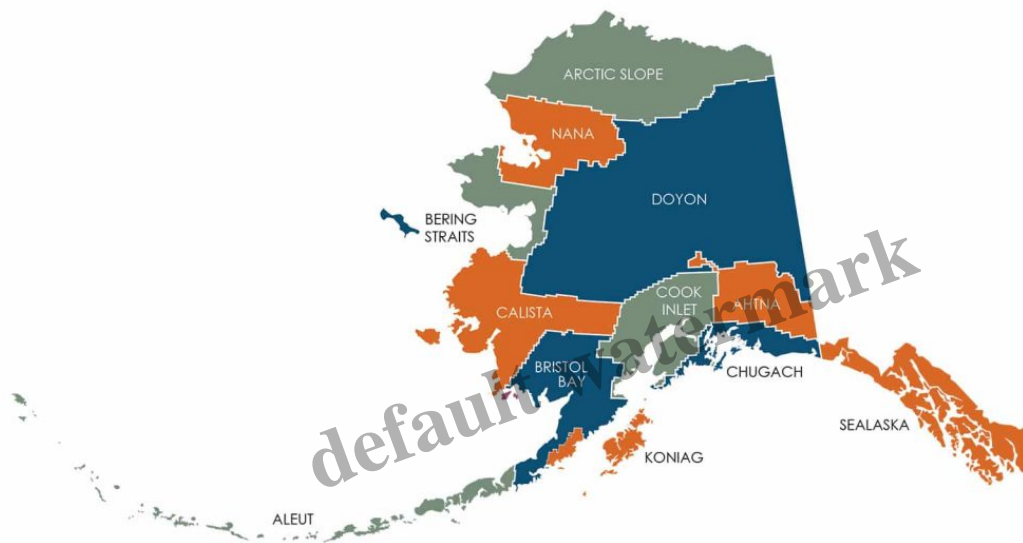 ARCTIC SLOPE
NANA
DOYON
BERING
STRAITS
COOK
INLET
AHTNA
CALISTA
BRISTOL
BAY
CHUGACH
SEALASKA
KONIAG
ALEUT
default watermark